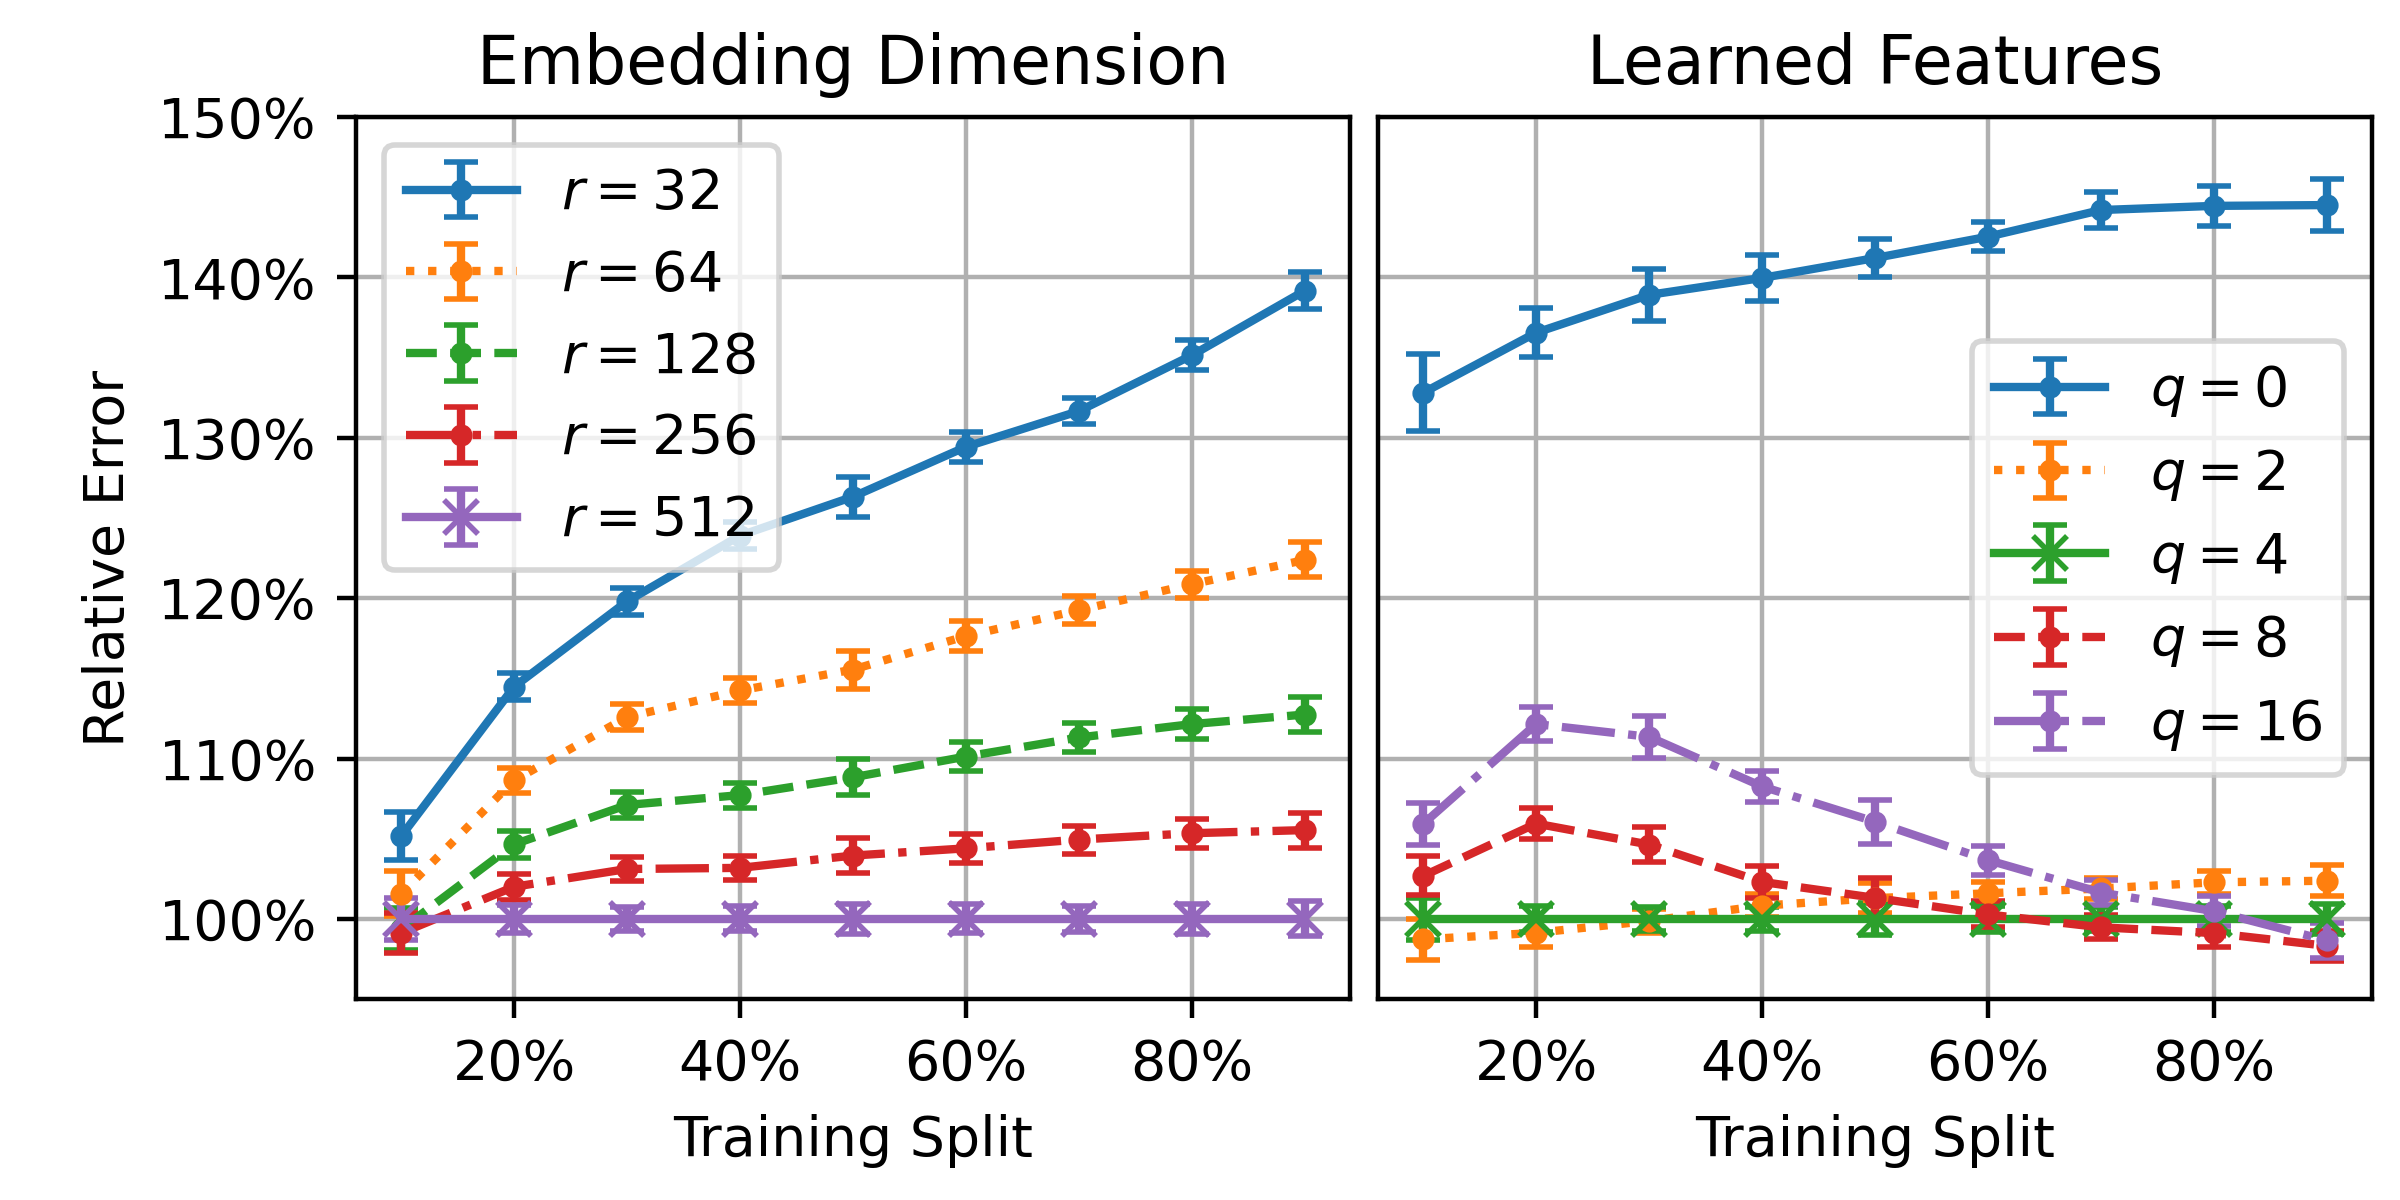 Embedding Dimension
Learned Features
150%
140%
130%
120%
110%
100%
Relative Error
r = 32
r = 64
r = 128
r = 256
r = 512
q = 0
q = 2
q = 4
q = 8
q = 16
20% 40% 60% 80%
20% 40% 60% 80%
Training Split
Training Split